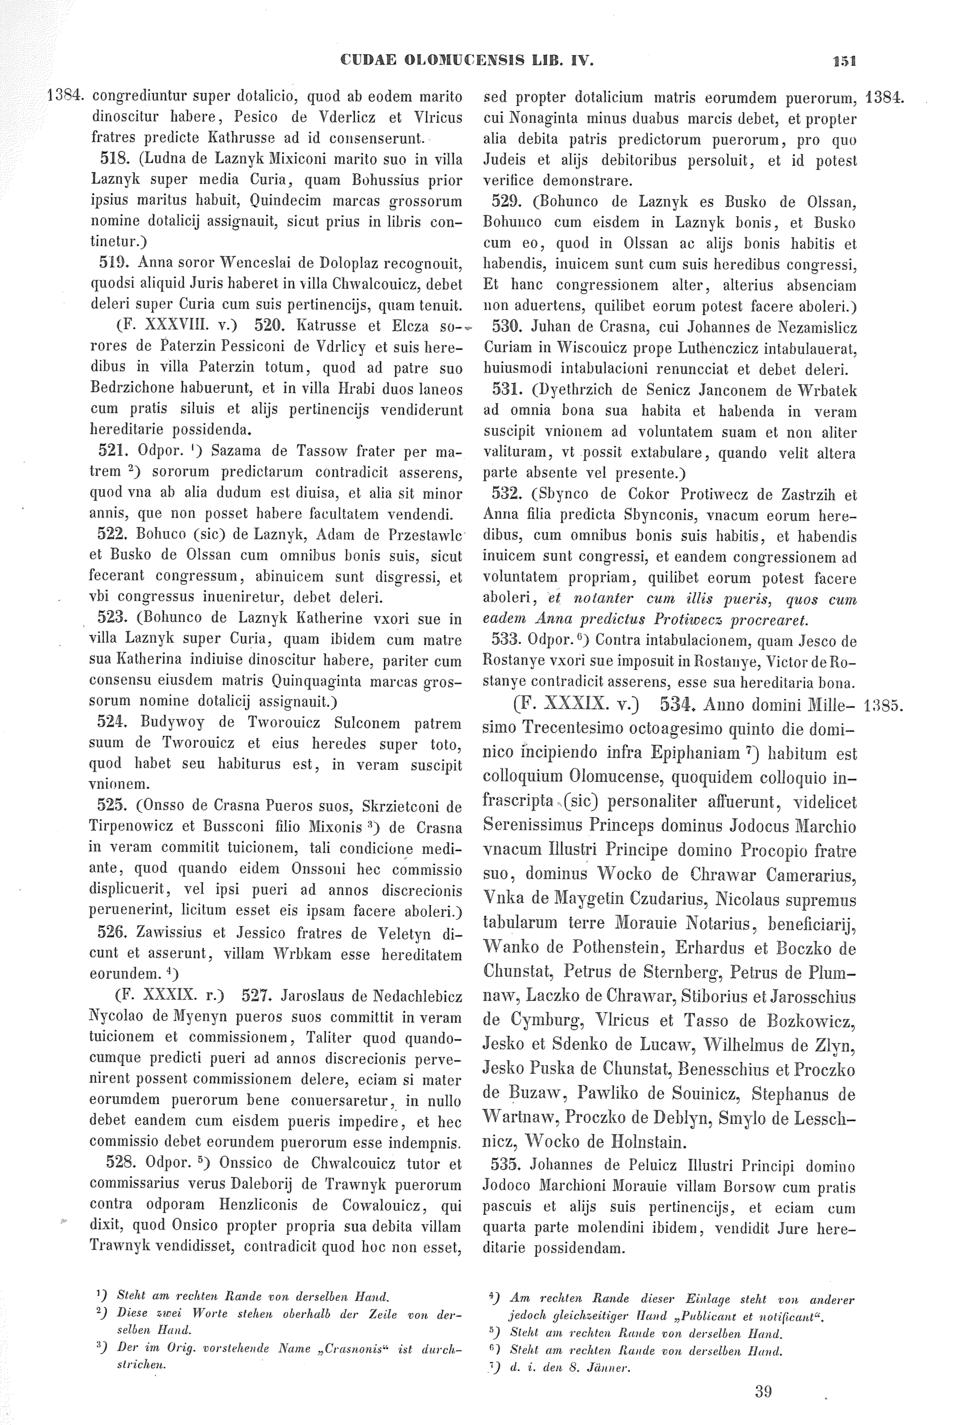 CUDAE OLOMUCENSIS LIB. IV.
151
1384. congrediuntur super dotalicio, quod ab eodem marito
dinoscitur habere, Pesico de Vderlicz et Vlricus
fratres predicte Kathrusse ad id consenserunt.
518. (Ludna de Laznyk Mixiconi marito suo in villa
Laznyk super media Curia, quam Bohussius prior
ipsius maritus habuit, Quindecim marcas grossorum
nomine dotalicij assignauit, sicut prius in libris con-
tinetur.)
519. Anna soror Wenceslai de Doloplaz recognouit,
quodsi aliquid Juris haberet in villa Chwalcouicz, debet
deleri super Curia cum suis pertinencijs, quam tenuit.
(F. XXXVIII. v.) 520. Katrusse et Elcza so-
rores de Paterzin Pessiconi de Vdrlicy et suis here-
dibus in villa Paterzin totum, quod ad patre suo
Bedrzichone habuerunt, et in villa Hrabi duos laneos
cum pratis siluis et alijs pertinencijs vendiderunt
hereditarie possidenda.
521. Odpor. ¹) Sazama de Tassow frater per ma-
trem ²) sororum predictarum contradicit asserens,
quod vna ab alia dudum est diuisa, et alia sit minor
annis, que non posset habere facultatem vendendi.
522. Bohuco (sic) de Laznyk, Adam de Przestawlc
et Busko de Olssan cum omnibus bonis suis, sicut
fecerant congressum, abinuicem sunt disgressi, et
vbi congressus inueniretur, debet deleri.
523. (Bohunco de Laznyk Katherine vxori sue in
villa Laznyk super Curia, quam ibidem cum matre
sua Katherina indiuise dinoscitur habere, pariter cum
consensu eiusdem matris Quinquaginta marcas gros-
sorum nomine dotalicij assignauit.)
524. Budywoy de Tworouicz Sulconem patrem
suum de Tworouicz et eius heredes super toto,
quod habet seu habiturus est, in veram suscipit
vnionem.
525. (Onsso de Crasna Pueros suos, Skrzietconi de
Tirpenowicz et Bussconi filio Mixonis ³) de Crasna
in veram commitit tuicionem, tali condicione medi-
ante, quod quando eidem Onssoni hec commissio
displicuerit, vel ipsi pueri ad annos discrecionis
peruenerint, licitum esset eis ipsam facere aboleri.)
526. Zawissius et Jessico fratres de Veletyn di-
cunt et asserunt, villam Wrbkam esse hereditatem
eorundem. ⁴)
(F. XXXIX. r.) 527. Jaroslaus de Nedachlebicz
Nycolao de Myenyn pueros suos committit in veram
tuicionem et commissionem, Taliter quod quando-
cumque predicti pueri ad annos discrecionis perve-
nirent possent commissionem delere, eciam si mater
eorumdem puerorum bene conuersaretur, in nullo
debet eandem cum eisdem pueris impedire, et hec
commissio debet eorundem puerorum esse indempnis.
528. Odpor. ⁵) Onssico de Chwalcouicz tutor et
commissarius verus Daleborij de Trawnyk puerorum
contra odporam Henzliconis de Cowalouicz, qui
dixit, quod Onsico propter propria sua debita villam
Trawnyk vendidisset, contradicit quod hoc non esset,
sed propter dotalicium matris eorumdem puerorum, 1384.
cui Nonaginta minus duabus marcis debet, et propter
alia debita patris predictorum puerorum, pro quo
Judeis et alijs debitoribus persoluit, et id potest
verifice demonstrare.
529. (Bohunco de Laznyk es Busko de Olssan,
Bohunco cum eisdem in Laznyk bonis, et Busko
cum eo, quod in Olssan ac alijs bonis habitis et
habendis, inuicem sunt cum suis heredibus congressi,
Et hanc congressionem alter, alterius absenciam
non aduertens, quilibet eorum potest facere aboleri.)
530. Juhan de Crasna, cui Johannes de Nezamislicz
Curiam in Wiscouicz prope Luthenczicz intabulauerat,
huiusmodi intabulacioni renuncciat et debet deleri.
531. (Dyethrzich de Senicz Janconem de Wrbatek
ad omnia bona sua habita et habenda in veram
suscipit vnionem ad voluntatem suam et non aliter
valituram, vt possit extabulare, quando velit altera
parte absente vel presente.)
532. (Sbynco de Cokor Protiwecz de Zastrzih et
Anna filia predicta Sbynconis, vnacum eorum here-
dibus, cum omnibus bonis suis habitis, et habendis
inuicem sunt congressi, et eandem congressionem ad
voluntatem propriam, quilibet eorum potest facere
aboleri, et notanter cum illis pueris, quos cum
eadem Anna predictus Protiwecz procrearet.
533. Odpor. ⁶) Contra intabulacionem, quam Jesco de
Rostanye vxori sue imposuit in Rostanye, Victor de Ro-
stanye contradicit asserens, esse sua hereditaria bona.
(F. XXXIX. v.) 534. Anno domini Mille- 1385.
simo Trecentesimo octoagesimo quinto die domi-
nico incipiendo infra Epiphaniam ⁷) habitum est
colloquium Olomucense, quoquidem colloquio in-
frascripta (sic) personaliter affuerunt, videlicet
Serenissimus Princeps dominus Jodocus Marchio
vnacum Illustri Principe domino Procopio fratre
suo, dominus Wocko de Chrawar Camerarius,
Vnka de Maygetin Czudarius, Nicolaus supremus
tabularum terre Morauie Notarius, beneficiarij,
Wanko de Pothenstein, Erhardus et Boczko de
Chunstat, Petrus de Sternberg, Petrus de Plum-
naw, Laczko de Chrawar, Stiborius et Jarosschius
de Cymburg, Vlricus et Tasso de Bozkowicz,
Jesko et Sdenko de Lucaw, Wilhelmus de Zlyn,
Jesko Puska de Chunstat, Benesschius et Proczko
de Buzaw, Pawliko de Souinicz, Stephanus de
Wartnaw, Proczko de Deblyn, Smylo de Lessch-
nicz, Wocko de Holnstain.
535. Johannes de Peluicz Illustri Principi domino
Jodoco Marchioni Morauie villam Borsow cum pratis
pascuis et alijs suis pertinencijs, et eciam cum
quarta parte molendini ibidem, vendidit Jure here-
ditarie possidendam.
¹) Steht am rechten Rande von derselben Hand.
²) Diese zwei Worte stehen oberhalb der Zeile von der-
selben Hand.
³) Der im Orig. vorstehende Name „Crasnonis“ ist durch-
strichen.
⁴) Am rechten Rande dieser Einlage steht von anderer
jedoch gleichzeitiger Hand „Publicant et notificant“.
⁵) Steht am rechten Rande von derselben Hand.
⁶) Steht am rechten Rande von derselben Hand.
⁷) d. i. den 8. Jänner.
39